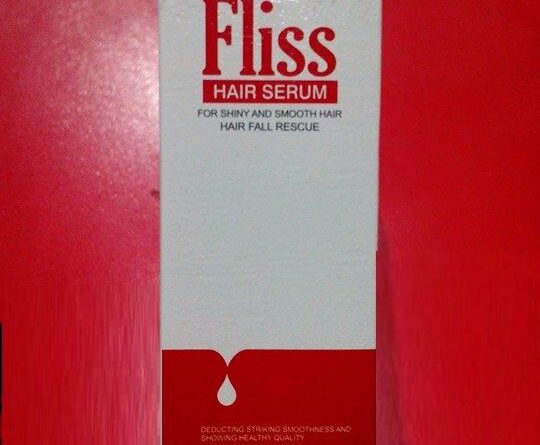 Fliss
HAIR SERUM
FOR SHINY AND SMOOTH HAIR
HAIR FALL RESCUE
DEDUCTING STRIKING SMOOTHNESS AND
SHOWING HEALTHY QUALITY